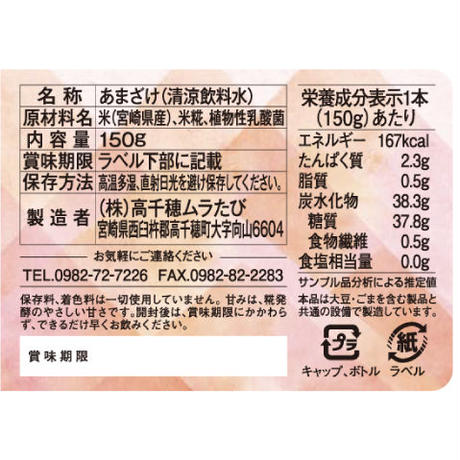 名称 あまざけ(清涼飲料水)
原材料名 米(宮崎県産)、米糀、植物性乳酸菌
内容量 150g
賞味期限 ラベル下部に記載
保存方法 高温多湿、直射日光を避け保存してください。
製造者 (株)高千穂ムラたび
宮崎県西臼杵郡高千穂町大字向山6604
お気軽にご連絡ください
TEL.0982-72-7226 FAX.0982-82-2283
保存料、着色料は一切使用していません。甘みは、糀発
酵のやさしい甘さです。開封後は、賞味期限にかかわら
ず、できるだけ早くお飲みください。
賞味期限
栄養成分表示1本
(150g)あたり
エネルギー 167kcal
たんぱく質 2.3g
脂質 0.5g
炭水化物 38.3g
糖質 37.8g
食物繊維 0.5g
食塩相当量 0.0g
サンプル品分析による推定値
本品は大豆・ごまを含む製品と
共通の設備で製造しています。
プラ 紙
キャップ、ボトル ラベル